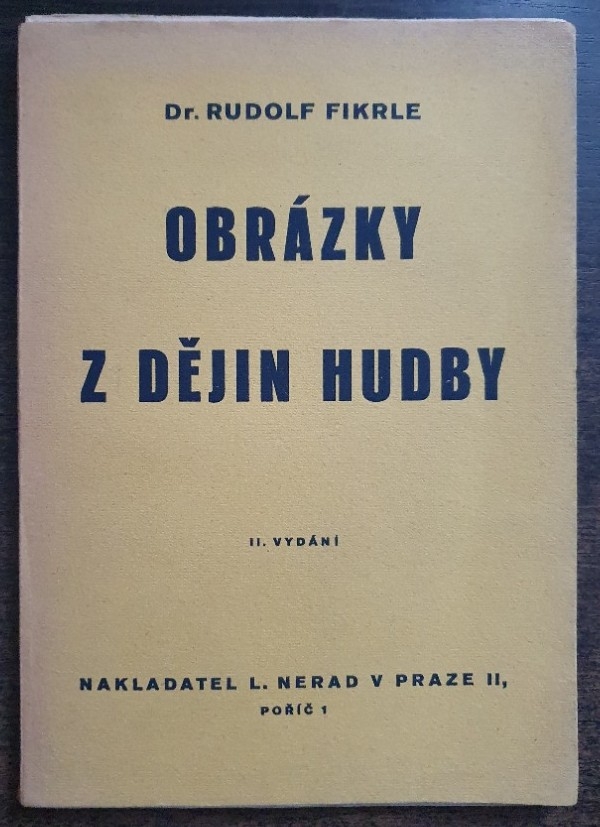 Dr. RUDOLF FIKRLE
OBRÁZKY
Z DĚJIN HUDBY
II. VYDÁNÍ
NAKLADATEL L. NERAD V PRAZE II,
POŘÍČ 1